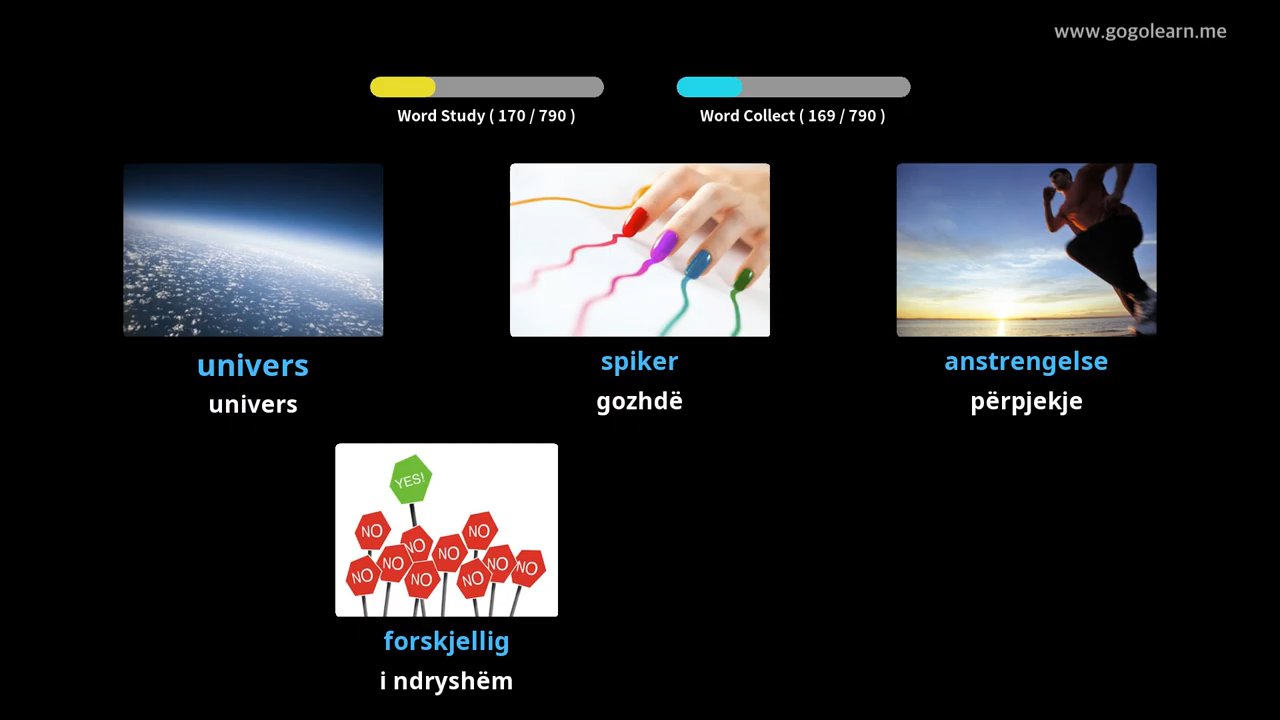 www.gogolearn.me
Word Study ( 170 / 790 )
Word Collect ( 169 / 790 )
univers
univers
spiker
gozhdë
anstrengelse
përpjekje
YES!
NO
NO
NO
NO
NO
NO
NO
NO
NO
NO
forskjellig
i ndryshëm